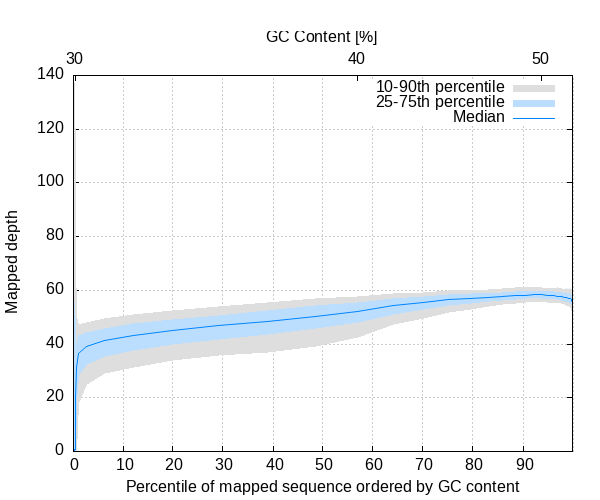 GC Content [%]
30 40 50
140
10-90th percentile
25-75th percentile
Median
120
100
80
60
40
20
0
Mapped depth
0 10 20 30 40 50 60 70 80 90
Percentile of mapped sequence ordered by GC content